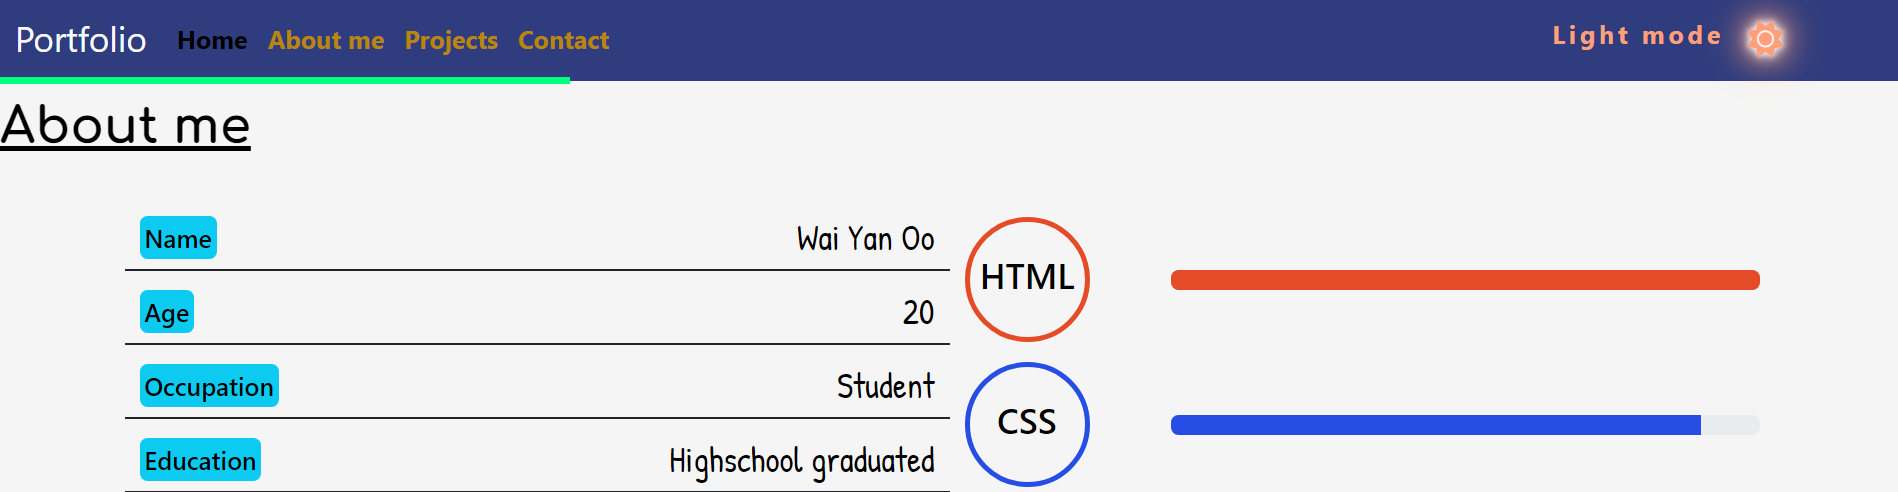 Portfolio Home About me Projects Contact Light mode
About me
Name Wai Yan Oo
Age 20
Occupation Student
Education Highschool graduated
HTML
CSS